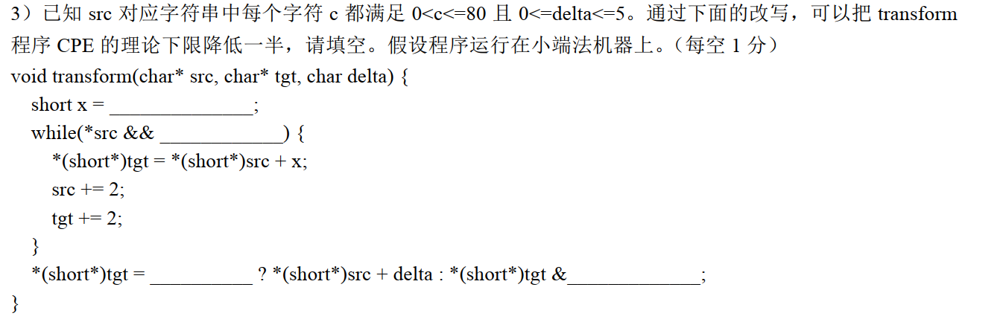 3）已知 src 对应字符串中每个字符 c 都满足 0<c<=80 且 0<=delta<=5。通过下面的改写，可以把 transform
程序 CPE 的理论下限降低一半，请填空。假设程序运行在小端法机器上。（每空 1 分）
void transform(char* src, char* tgt, char delta) {
short x = ______________;
while(*src && ____________) {
*(short*)tgt = *(short*)src + x;
src += 2;
tgt += 2;
}
*(short*)tgt = __________ ? *(short*)src + delta : *(short*)tgt &_____________;
}